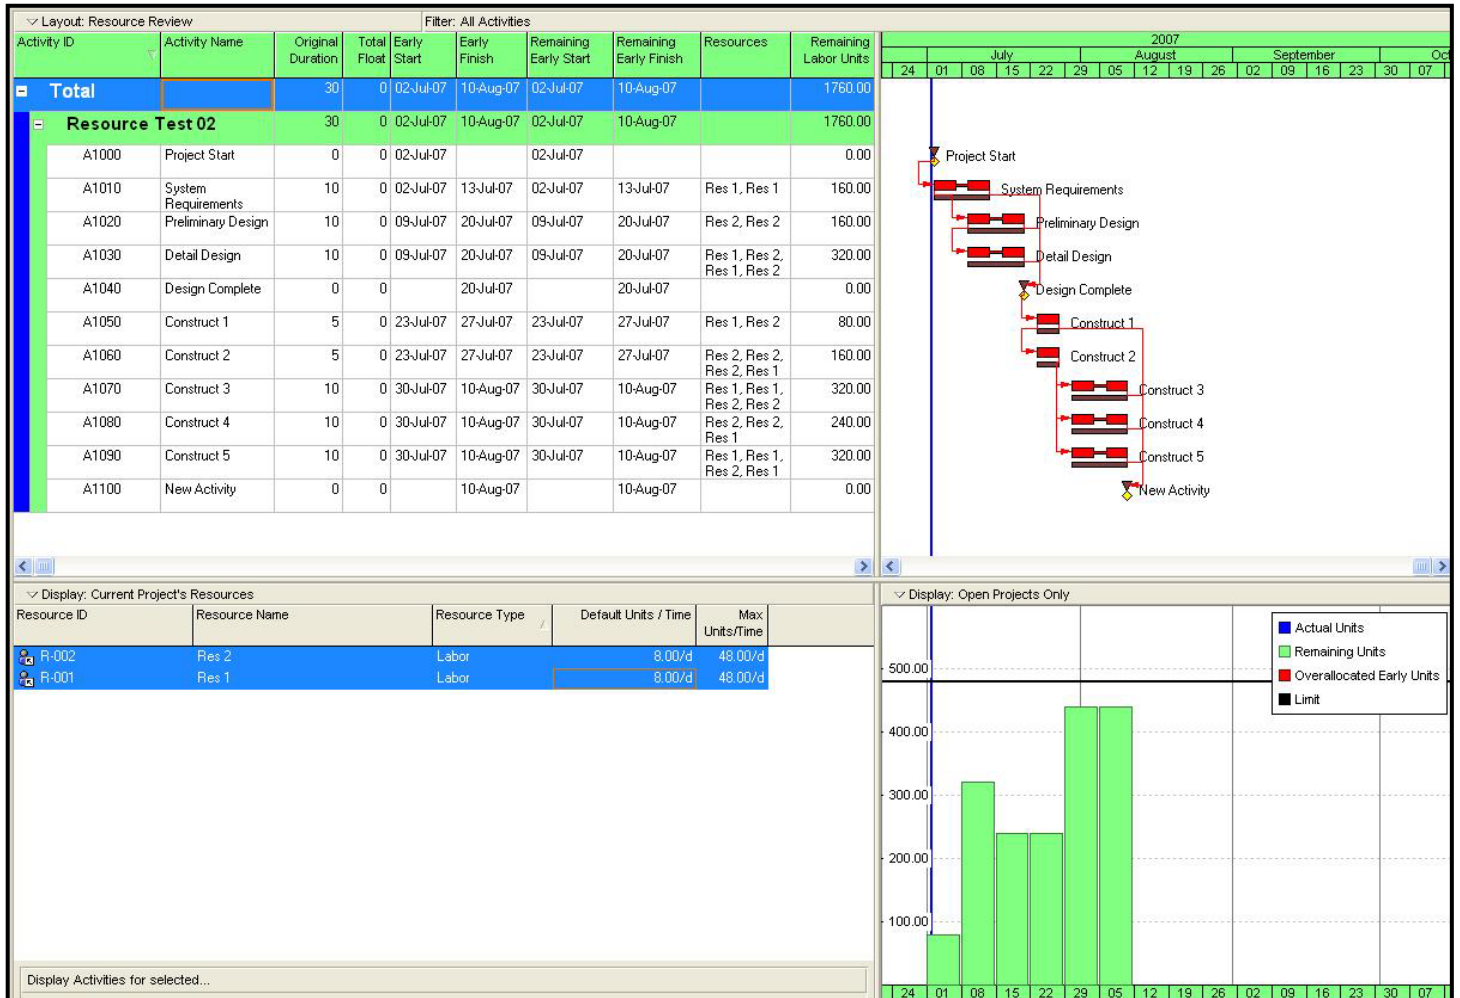 Layout: Resource Review Filter: All Activities
Activity ID Activity Name Original Duration Total Float Early Start Early Finish Remaining Early Start Remaining Early Finish Resources Remaining Labor Units
Total 30 0 02-Jul-07 10-Aug-07 02-Jul-07 10-Aug-07 1760.00
Resource Test 02 30 0 02-Jul-07 10-Aug-07 02-Jul-07 10-Aug-07 1760.00
A1000 Project Start 0 0 02-Jul-07 02-Jul-07 0.00
A1010 System Requirements 10 0 02-Jul-07 13-Jul-07 02-Jul-07 13-Jul-07 Res 1, Res 1 160.00
A1020 Preliminary Design 10 0 09-Jul-07 20-Jul-07 09-Jul-07 20-Jul-07 Res 2, Res 2 160.00
A1030 Detail Design 10 0 09-Jul-07 20-Jul-07 09-Jul-07 20-Jul-07 Res 1, Res 2, Res 1, Res 2 320.00
A1040 Design Complete 0 0 20-Jul-07 20-Jul-07 0.00
A1050 Construct 1 5 0 23-Jul-07 27-Jul-07 23-Jul-07 27-Jul-07 Res 1, Res 2 80.00
A1060 Construct 2 5 0 23-Jul-07 27-Jul-07 23-Jul-07 27-Jul-07 Res 2, Res 2, Res 2, Res 1 160.00
A1070 Construct 3 10 0 30-Jul-07 10-Aug-07 30-Jul-07 10-Aug-07 Res 1, Res 1, Res 2, Res 2 320.00
A1080 Construct 4 10 0 30-Jul-07 10-Aug-07 30-Jul-07 10-Aug-07 Res 2, Res 2, Res 1 240.00
A1090 Construct 5 10 0 30-Jul-07 10-Aug-07 30-Jul-07 10-Aug-07 Res 1, Res 1, Res 2, Res 1 320.00
A1100 New Activity 0 0 10-Aug-07 10-Aug-07 0.00
2007
July August September Oct
24 01 08 15 22 29 05 12 19 26 02 09 16 23 30 07
Project Start
System Requirements
Preliminary Design
Detail Design
Design Complete
Construct 1
Construct 2
Construct 3
Construct 4
Construct 5
New Activity
Display: Current Project's Resources
Resource ID Resource Name Resource Type Default Units / Time Max Units/Time
R-002 Res 2 Labor 8.00/d 48.00/d
R-001 Res 1 Labor 8.00/d 48.00/d
Display Activities for selected...
Display: Open Projects Only
Actual Units
Remaining Units
Overallocated Early Units
Limit
500.00
400.00
300.00
200.00
100.00
24 01 08 15 22 29 05 12 19 26 02 09 16 23 30 07